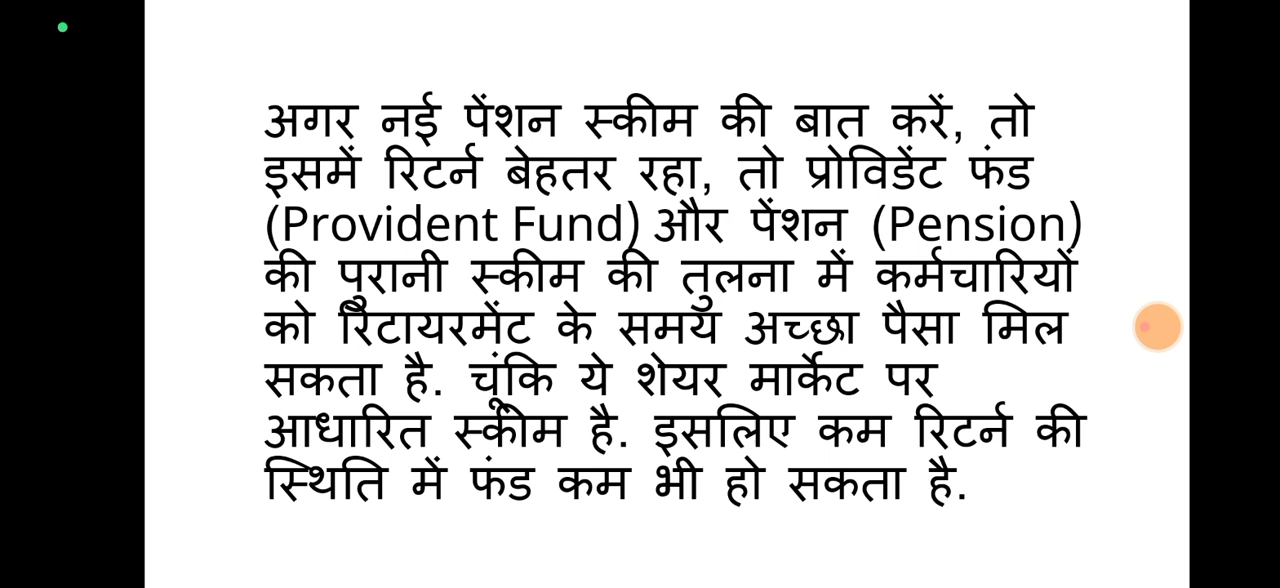 अगर नई पेंशन स्कीम की बात करें, तो
इसमें रिटर्न बेहतर रहा, तो प्रोविडेंट फंड
(Provident Fund) और पेंशन (Pension)
की पुरानी स्कीम की तुलना में कर्मचारियों
को रिटायरमेंट के समय अच्छा पैसा मिल
सकता है. चूंकि ये शेयर मार्केट पर
आधारित स्कीम है. इसलिए कम रिटर्न की
स्थिति में फंड कम भी हो सकता है.